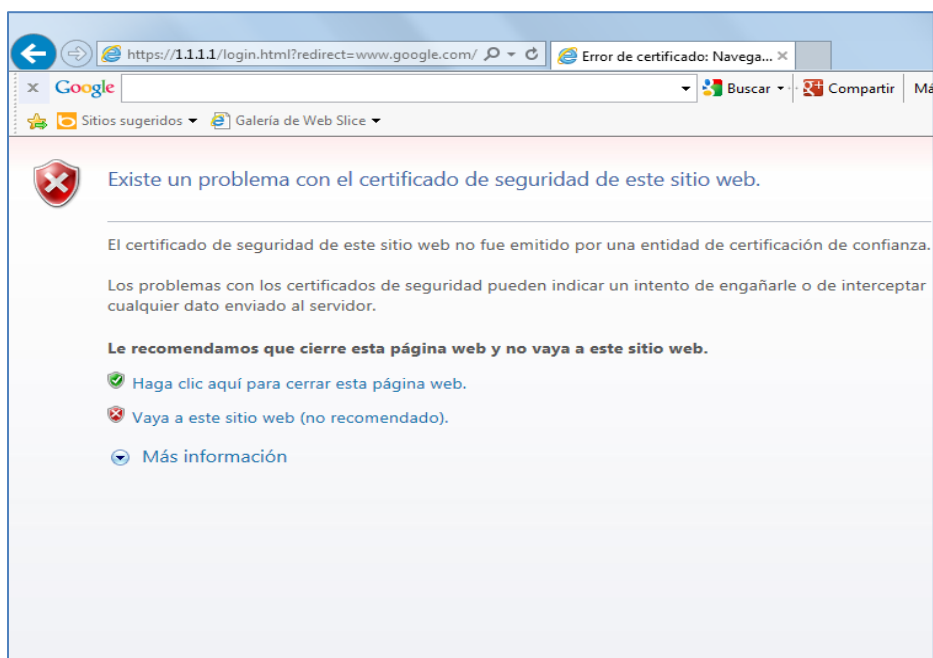 https://1.1.1.1/login.html?redirect=www.google.com/
Error de certificado: Navega...
Google
Buscar
Compartir
Sitios sugeridos
Galería de Web Slice
Existe un problema con el certificado de seguridad de este sitio web.
El certificado de seguridad de este sitio web no fue emitido por una entidad de certificación de confianza.
Los problemas con los certificados de seguridad pueden indicar un intento de engañarle o de interceptar
cualquier dato enviado al servidor.
Le recomendamos que cierre esta página web y no vaya a este sitio web.
Haga clic aquí para cerrar esta página web.
Vaya a este sitio web (no recomendado).
Más información